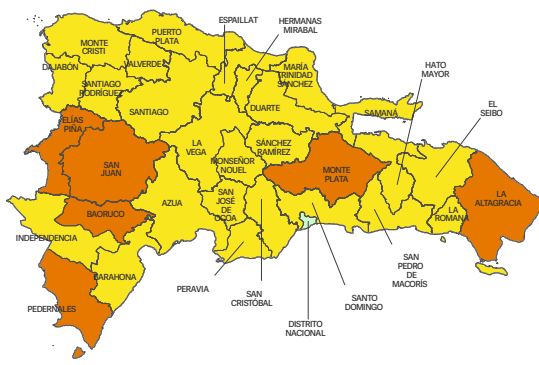 ESPAILLAT
HERMANAS
MIRABAL
PUERTO
PLATA
MONTE
CRISTI
DAJABÓN
VALVERDE
MARÍA
TRINIDAD
SÁNCHEZ
HATO
MAYOR
SANTIAGO
RODRÍGUEZ
SANTIAGO
DUARTE
SAMANÁ
EL
SEIBO
ELÍAS
PIÑA
LA
VEGA
SÁNCHEZ
RAMÍREZ
SAN
JUAN
MONSEÑOR
NOUEL
MONTE
PLATA
LA
ALTAGRACIA
BAORUCO
AZUA
SAN
JOSÉ
DE
OCOA
LA
ROMANA
INDEPENDENCIA
BARAHONA
PERAVIA
SAN
CRISTÓBAL
SANTO
DOMINGO
SAN
PEDRO
DE
MACORÍS
PEDERNALES
DISTRITO
NACIONAL